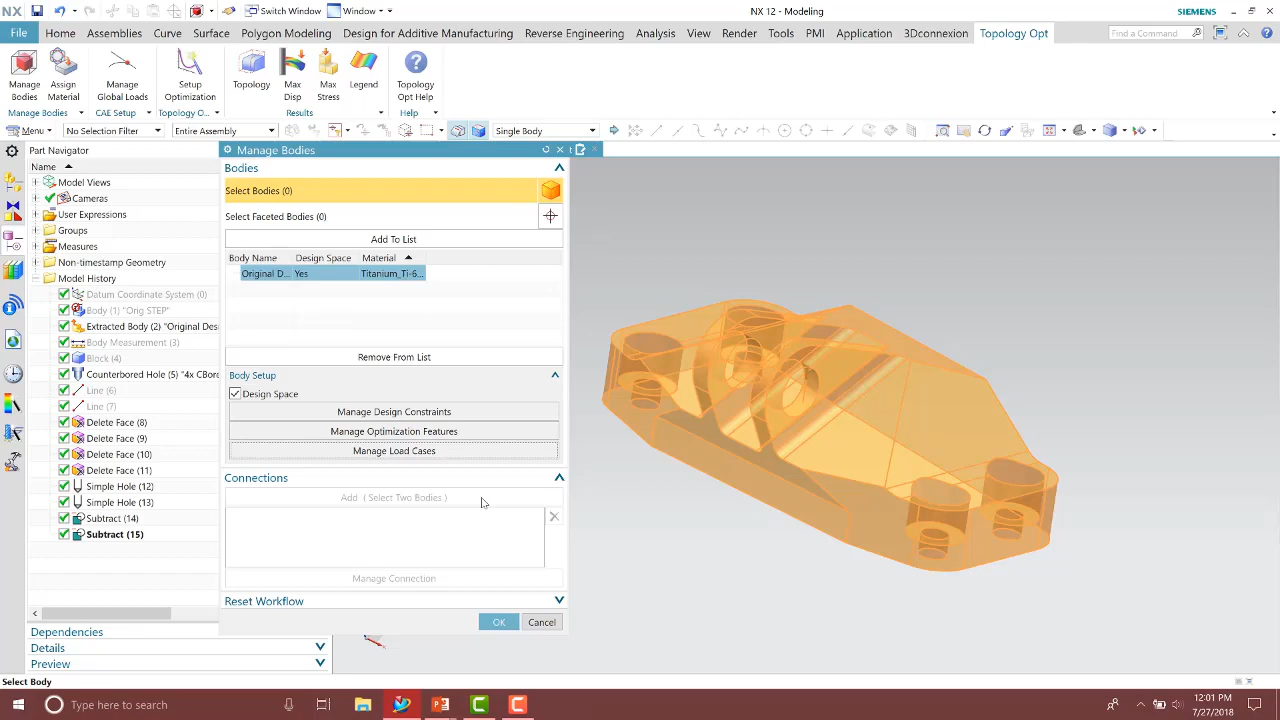 NX
Switch Window
Window
NX 12 - Modeling
SIEMENS
File
Home
Assemblies
Curve
Surface
Polygon Modeling
Design for Additive Manufacturing
Reverse Engineering
Analysis
View
Render
Tools
PMI
Application
3Dconnexion
Topology Opt
Find a Command
Manage Bodies
Assign Material
Manage Global Loads
Setup Optimization
Topology
Max Disp
Max Stress
Legend
Topology Opt Help
Manage Bodies
CAE Setup
Topology O...
Results
Help
Menu
No Selection Filter
Entire Assembly
Single Body
Part Navigator
Name
Model Views
Cameras
User Expressions
Groups
Measures
Non-timestamp Geometry
Model History
Datum Coordinate System (0)
Body (1) "Orig STEP"
Extracted Body (2) "Original Des
Body Measurement (3)
Block (4)
Counterbored Hole (5) "4x CBor
Line (6)
Line (7)
Delete Face (8)
Delete Face (9)
Delete Face (10)
Delete Face (11)
Simple Hole (12)
Simple Hole (13)
Subtract (14)
Subtract (15)
Dependencies
Details
Preview
Manage Bodies
t
Bodies
Select Bodies (0)
Select Faceted Bodies (0)
Add To List
Body Name Design Space Material
Original D... Yes Titanium_Ti-6...
Remove From List
Body Setup
Design Space
Manage Design Constraints
Manage Optimization Features
Manage Load Cases
Connections
Add ( Select Two Bodies )
Manage Connection
Reset Workflow
OK
Cancel
Select Body
Type here to search
12:01 PM
7/27/2018